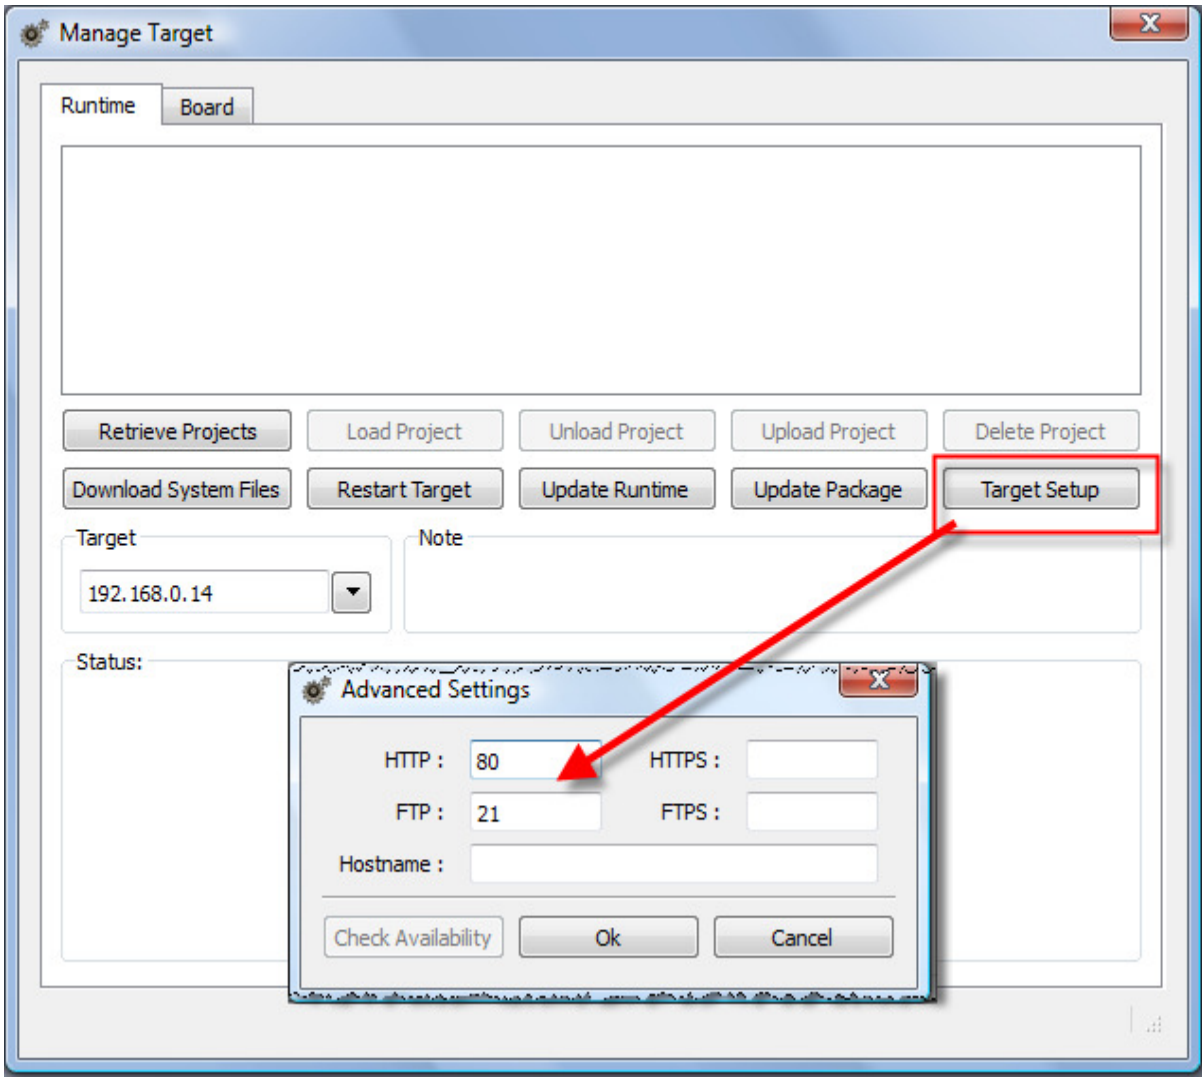 Manage Target
Runtime Board
Retrieve Projects Load Project Unload Project Upload Project Delete Project
Download System Files Restart Target Update Runtime Update Package Target Setup
Target Note
192.168.0.14
Status:
Advanced Settings
HTTP : 80 HTTPS :
FTP : 21 FTPS :
Hostname :
Check Availability Ok Cancel